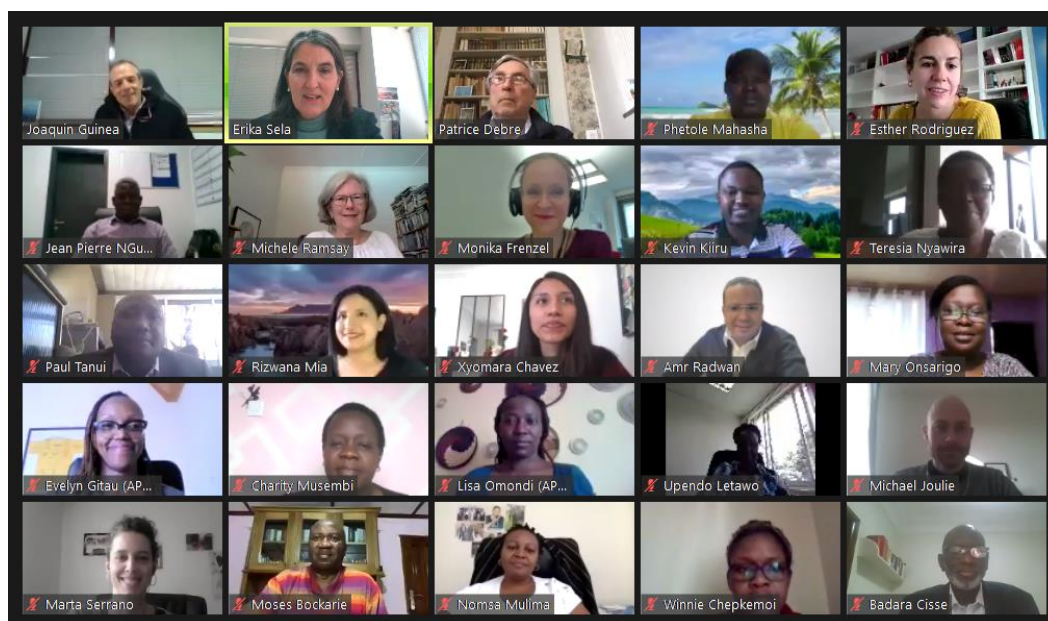 Joaquin Guinea
Erika Sela
Patrice Debre
Phetole Mahasha
Esther Rodriguez
Jean Pierre NGu...
Michele Ramsay
Monika Frenzel
Kevin Kiiru
Teresia Nyawira
Paul Tanui
Rizwana Mia
Xyomara Chavez
Amr Radwan
Mary Onsarigo
Evelyn Gitau (AP...
Charity Musembi
Lisa Omondi (AP...
Upendo Letawo
Michael Joulie
Marta Serrano
Moses Bockarie
Nomsa Mulima
Winnie Chepkemoi
Badara Cisse